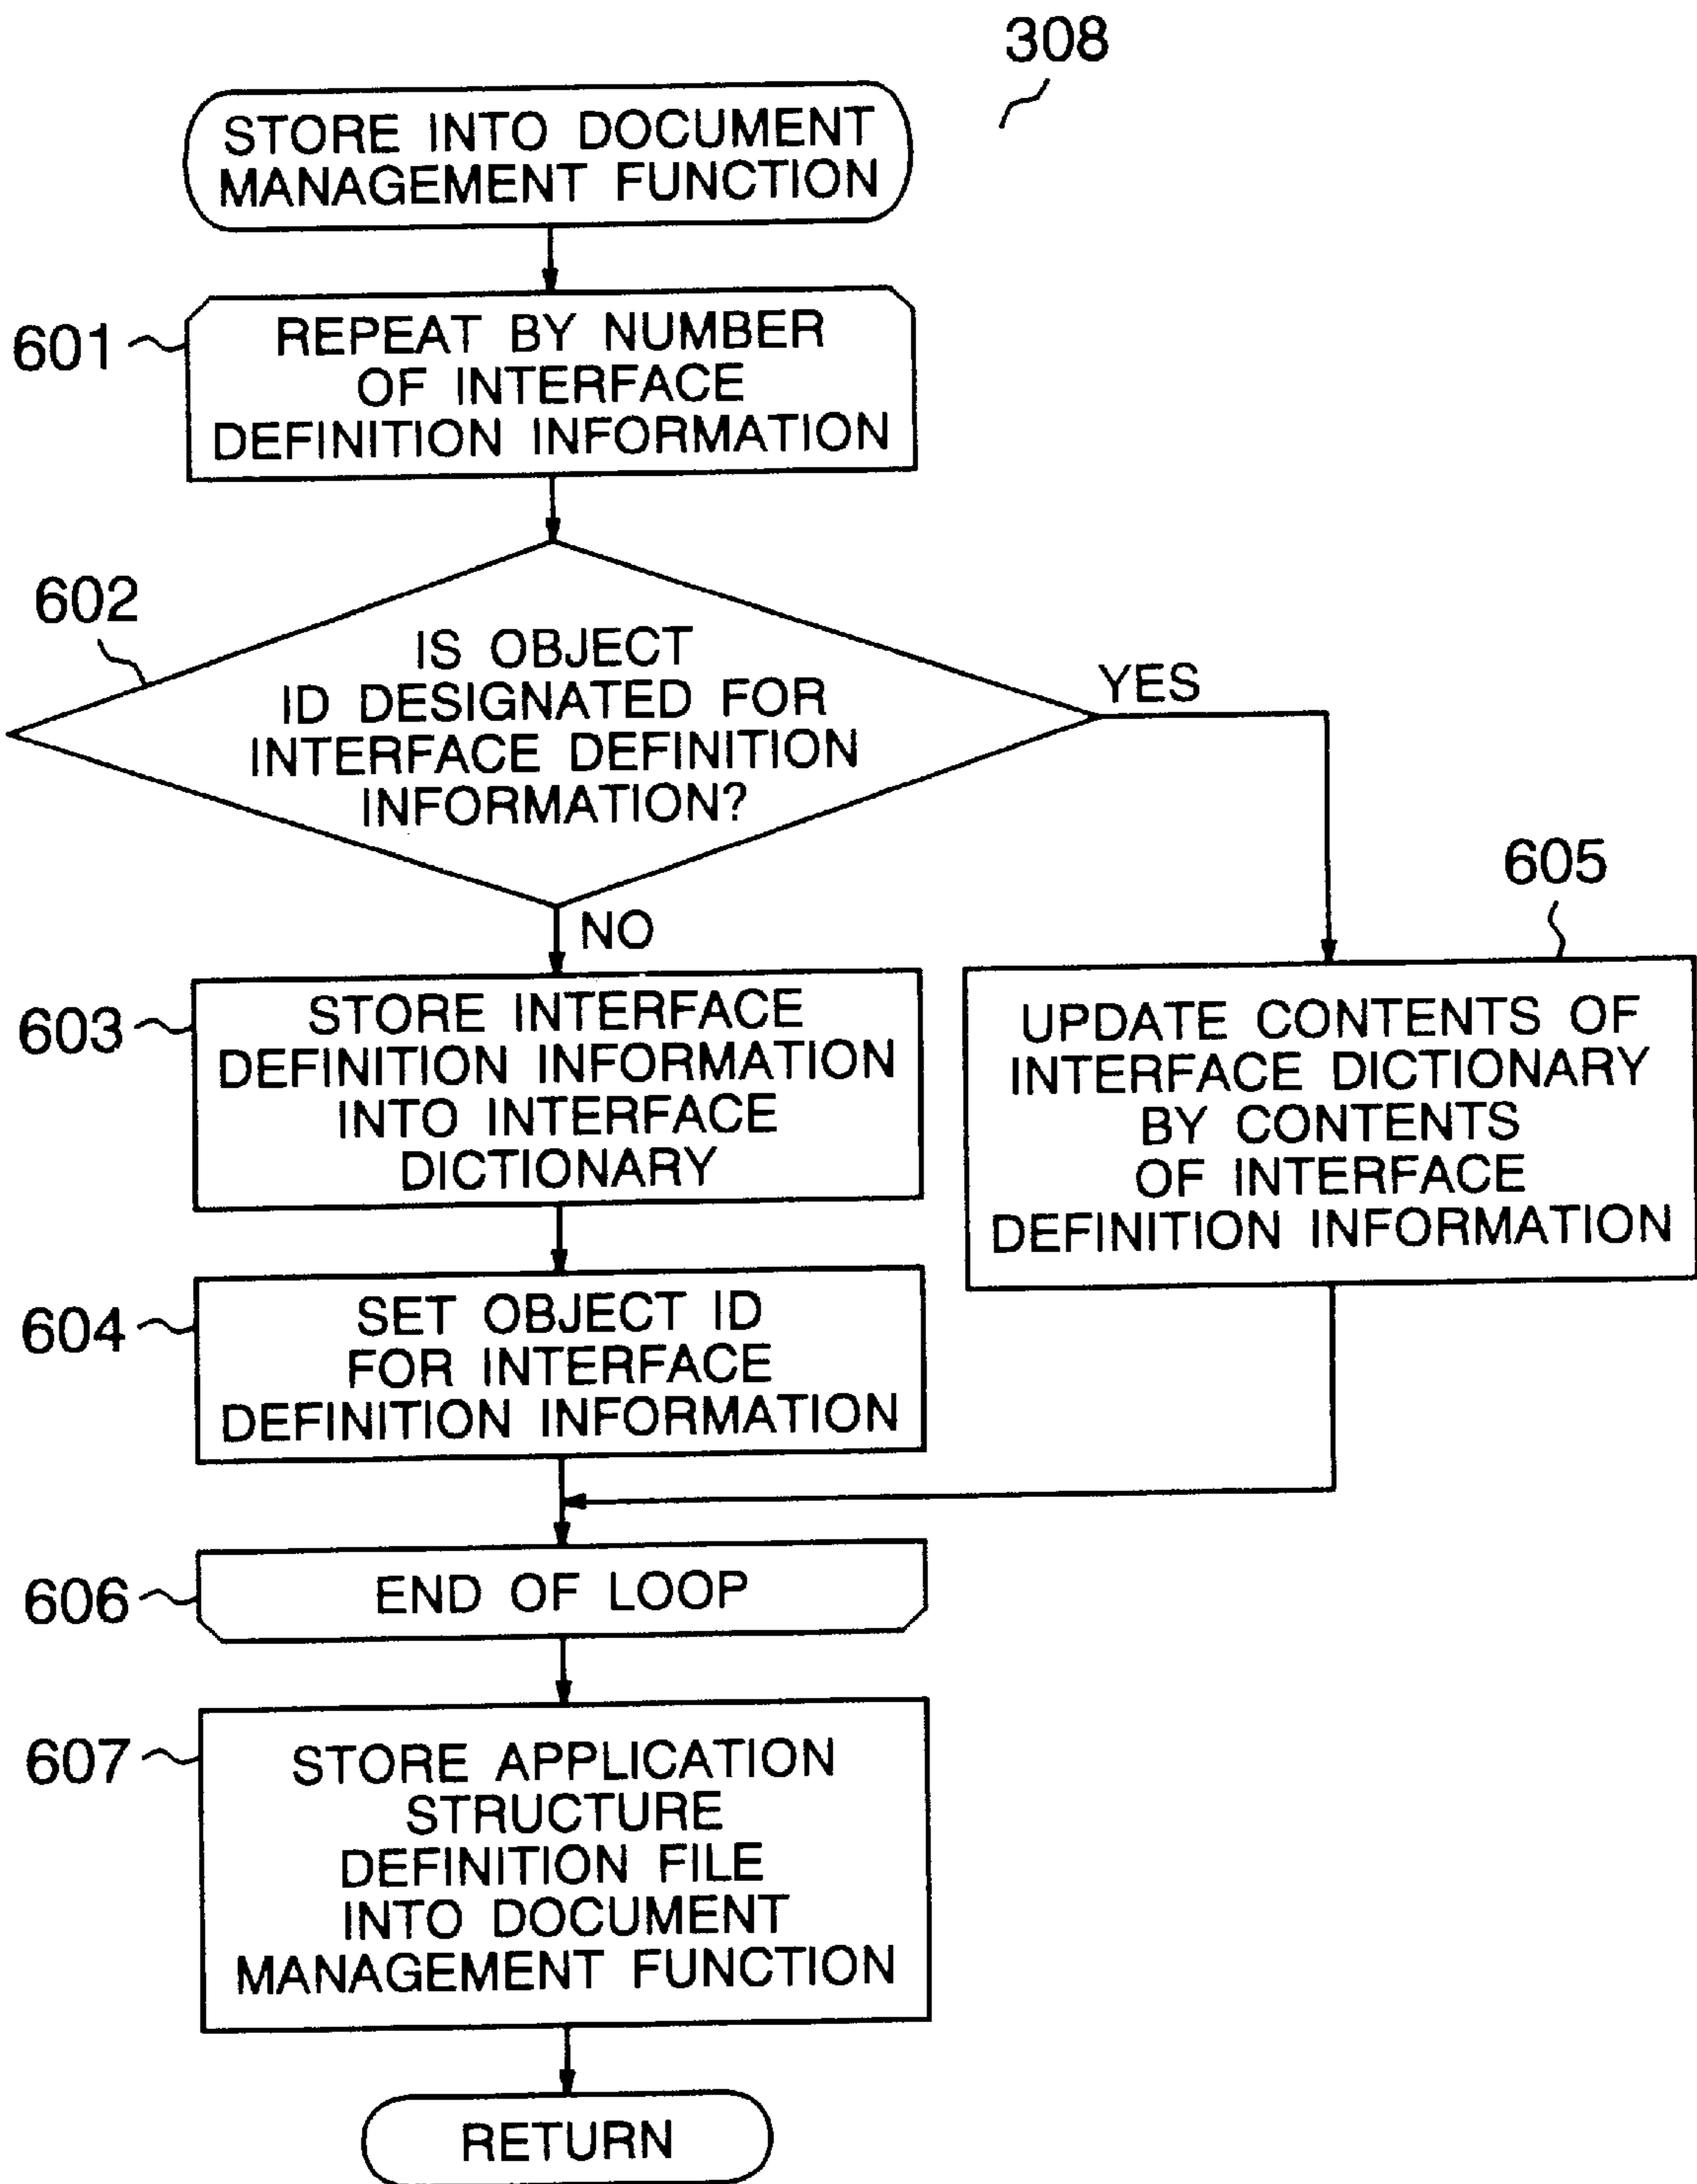 308
STORE INTO DOCUMENT
MANAGEMENT FUNCTION
601
REPEAT BY NUMBER
OF INTERFACE
DEFINITION INFORMATION
602
IS OBJECT
ID DESIGNATED FOR
INTERFACE DEFINITION
INFORMATION?
YES
NO
603
STORE INTERFACE
DEFINITION INFORMATION
INTO INTERFACE
DICTIONARY
605
UPDATE CONTENTS OF
INTERFACE DICTIONARY
BY CONTENTS
OF INTERFACE
DEFINITION INFORMATION
604
SET OBJECT ID
FOR INTERFACE
DEFINITION INFORMATION
606
END OF LOOP
607
STORE APPLICATION
STRUCTURE
DEFINITION FILE
INTO DOCUMENT
MANAGEMENT FUNCTION
RETURN